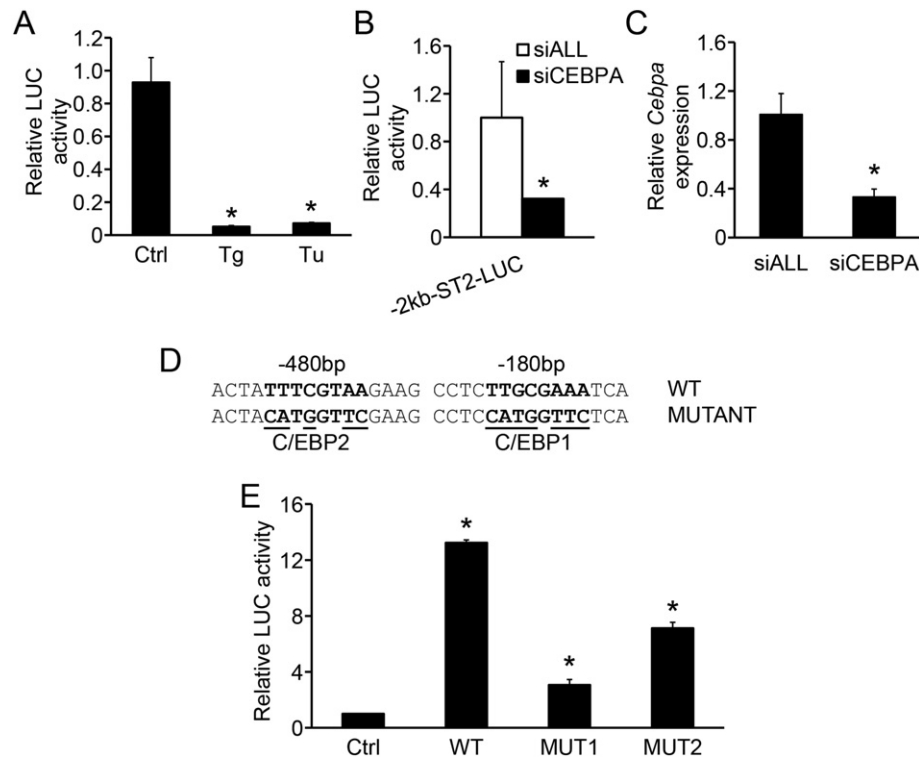 A
Relative LUC
activity
1.2
1.0
0.8
0.6
0.4
0.2
0
*
*
Ctrl
Tg
Tu
B
Relative LUC
activity
1.6
1.2
0.8
0.4
0
siALL
siCEBPA
*
-2kb-ST2-LUC
C
Relative Cebpa
expression
1.6
1.2
0.8
0.4
0
*
siALL
siCEBPA
D
-480bp
-180bp
ACTATTTCGTAAGAAG CCTCTTGCGAAATCA WT
ACTACATGGTTCGAAG CCTCCATGGTTCTCA MUTANT
C/EBP2
C/EBP1
E
Relative LUC activity
16
12
8
4
0
*
*
*
Ctrl
WT
MUT1
MUT2